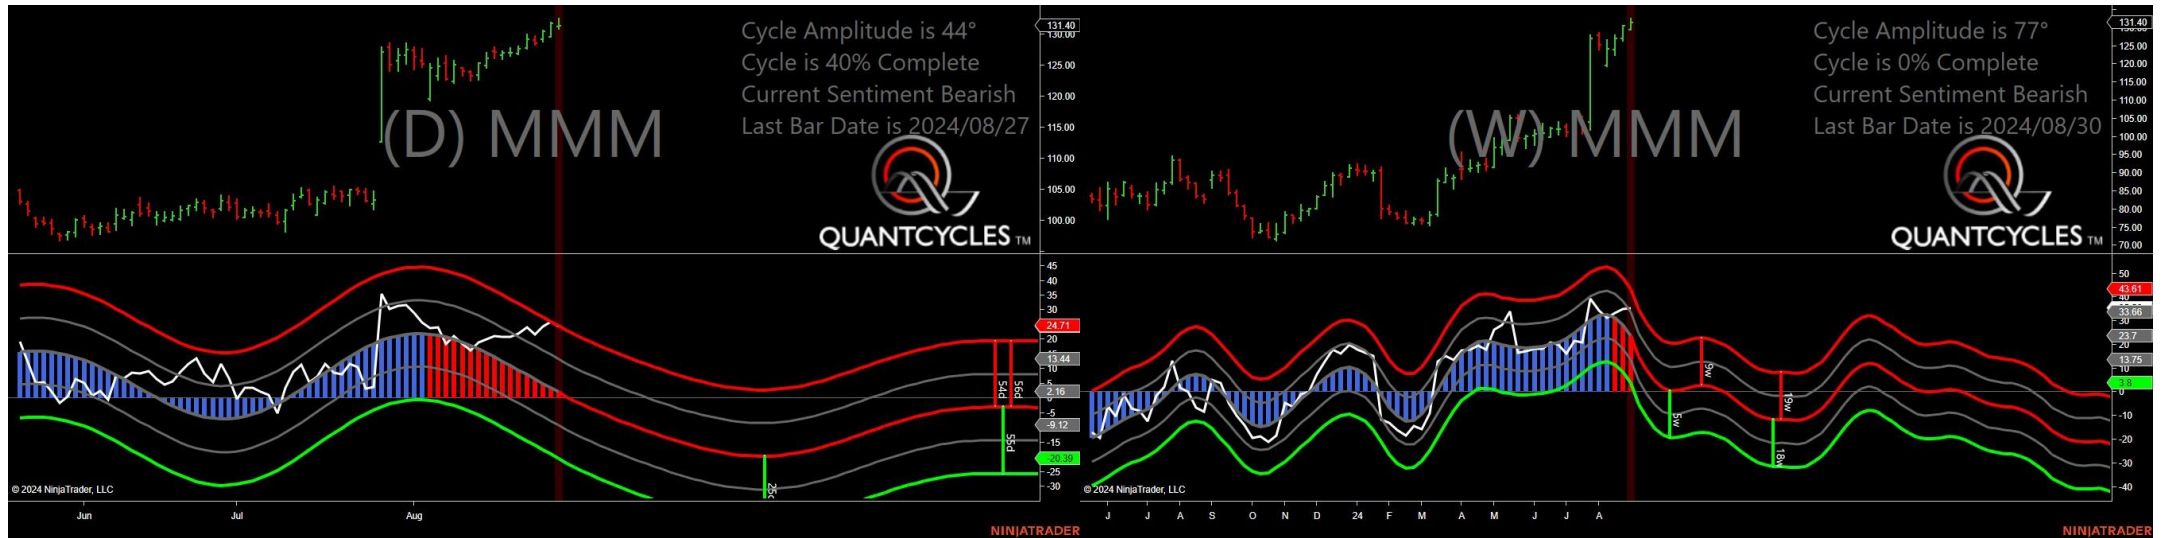 Cycle Amplitude is 44°
Cycle is 40% Complete
Current Sentiment Bearish
Last Bar Date is 2024/08/27
(D) MMM
QUANTCYCLES TM
131.40
130.00
125.00
120.00
115.00
110.00
105.00
100.00
45
40
35
30
24.71
20
13.44
10
2.16
-5
-9.12
-15
-20.39
-25
-30
54d
56d
55d
© 2024 NinjaTrader, LLC
Jun
Jul
Aug
NINJATRADER
Cycle Amplitude is 77°
Cycle is 0% Complete
Current Sentiment Bearish
Last Bar Date is 2024/08/30
(W) MMM
QUANTCYCLES TM
131.40
125.00
120.00
115.00
110.00
105.00
100.00
95.00
90.00
85.00
80.00
75.00
70.00
50
43.61
40
33.66
30
23.7
20
13.75
3.8
0
-10
-20
-30
-40
5w
9w
18w
19w
© 2024 NinjaTrader, LLC
J J A S O N D 24 F M A M J J A
NINJATRADER